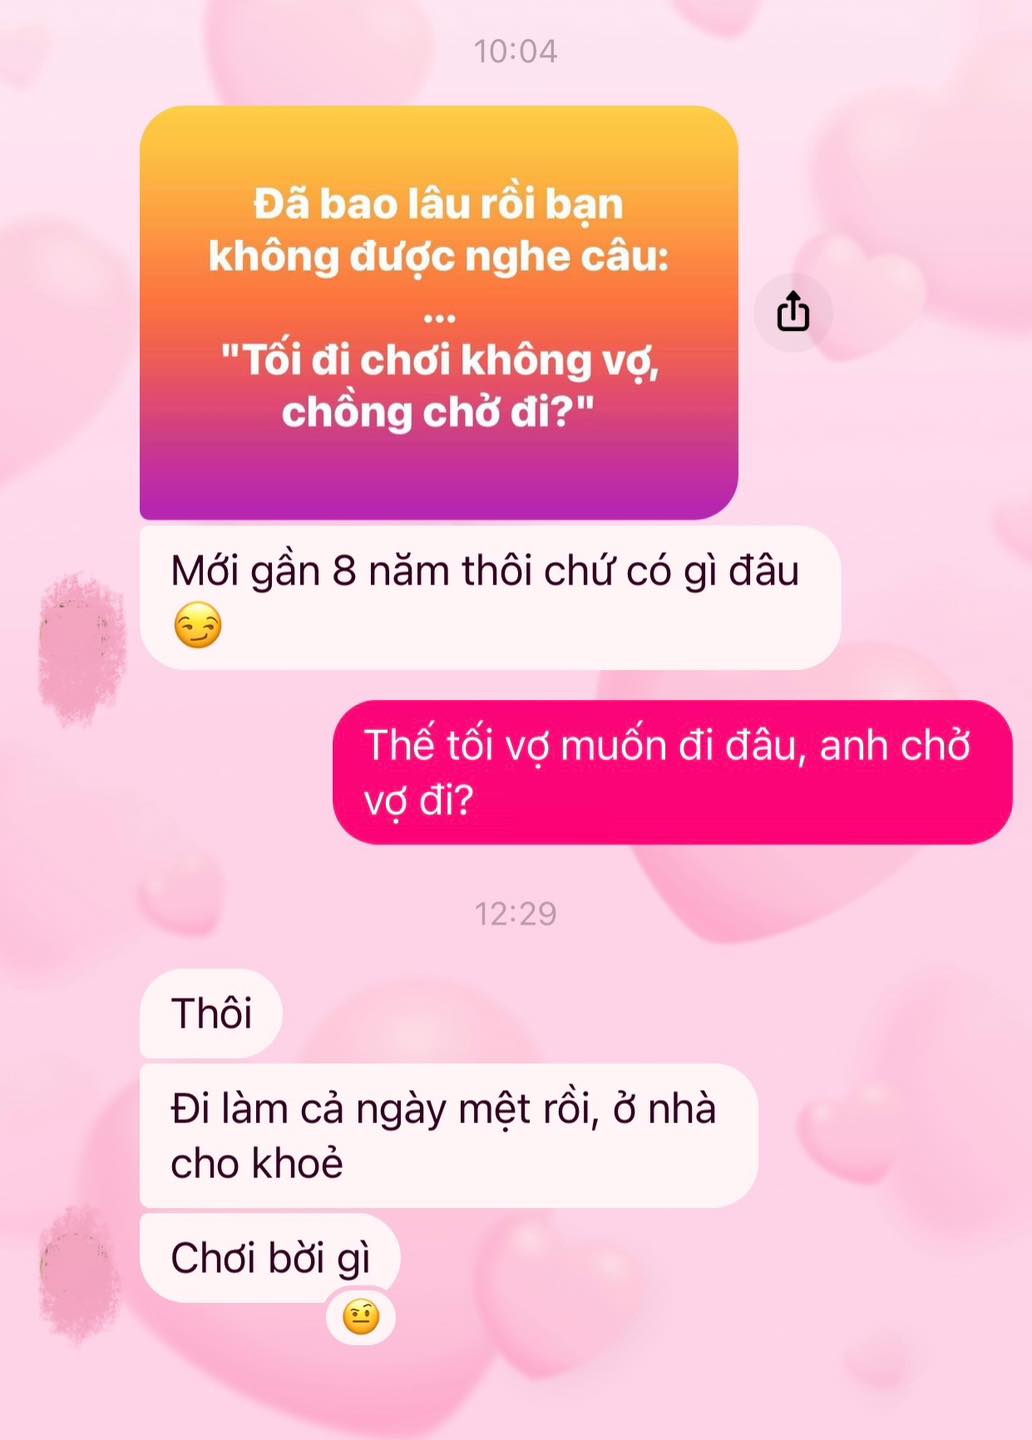 10:04
Đã bao lâu rồi bạn
không được nghe câu:
...
"Tối đi chơi không vợ,
chồng chở đi?"
Mới gần 8 năm thôi chứ có gì đâu
😏
Thế tối vợ muốn đi đâu, anh chở
vợ đi?
12:29
Thôi
Đi làm cả ngày mệt rồi, ở nhà
cho khoẻ
Chơi bời gì
🤨